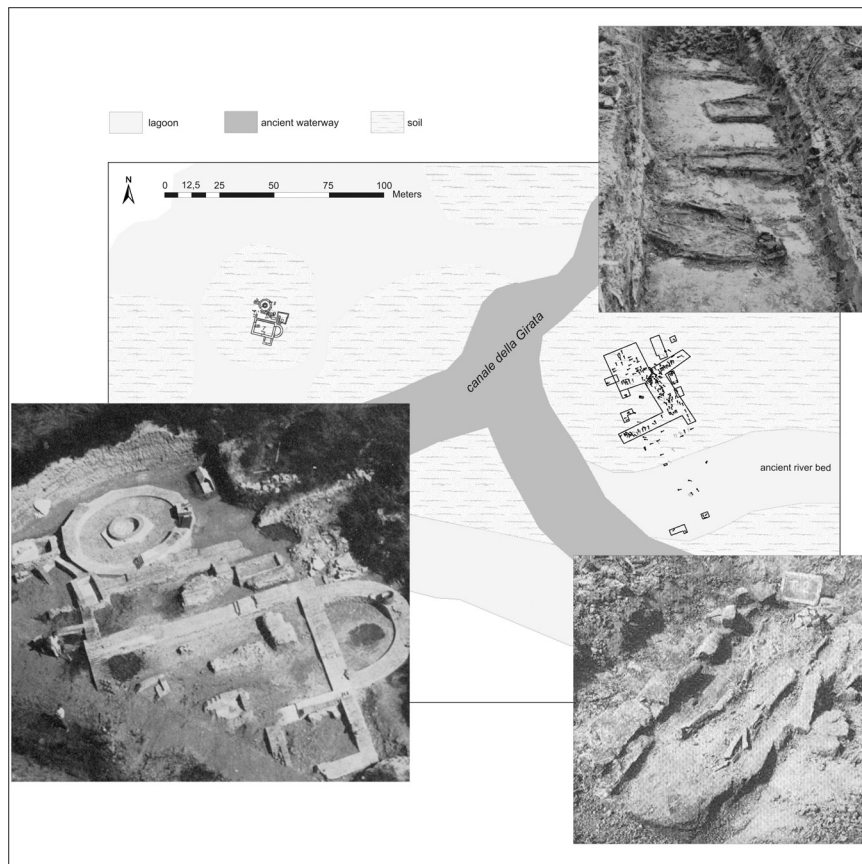 lagoon
ancient waterway
soil
N
0 12,5 25 50 75 100
Meters
canale della Girata
ancient river bed